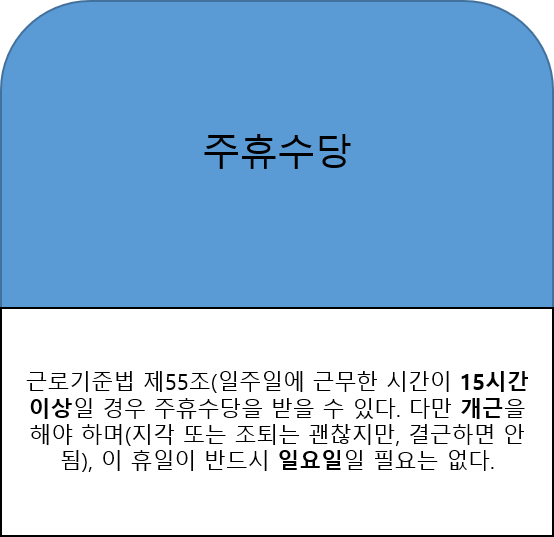 주휴수당
근로기준법 제55조(일주일에 근무한 시간이 15시간
이상일 경우 주휴수당을 받을 수 있다. 다만 개근을
해야 하며(지각 또는 조퇴는 괜찮지만, 결근하면 안
됨), 이 휴일이 반드시 일요일일 필요는 없다.